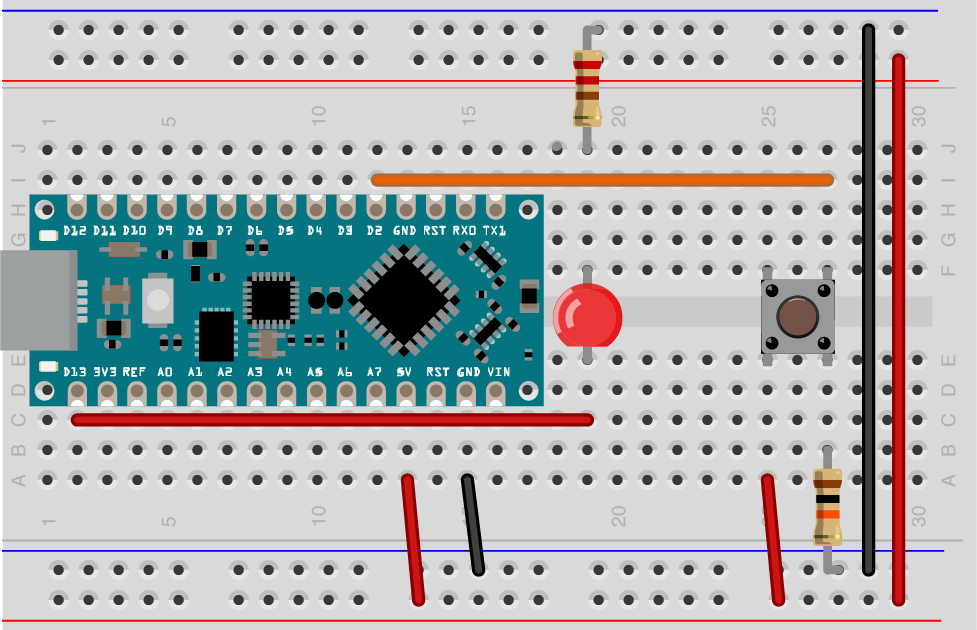 1 5 10 15 20 25 30
J J
I I
H H
D12 D11 D10 D9 D8 D7 D6 D5 D4 D3 D2 GND RST RX0 TX1
G G
F
E E
D13 3V3 REF A0 A1 A2 A3 A4 A5 A6 A7 5V RST GND VIN
D D
C C
B B
A A
1 5 10 20 30